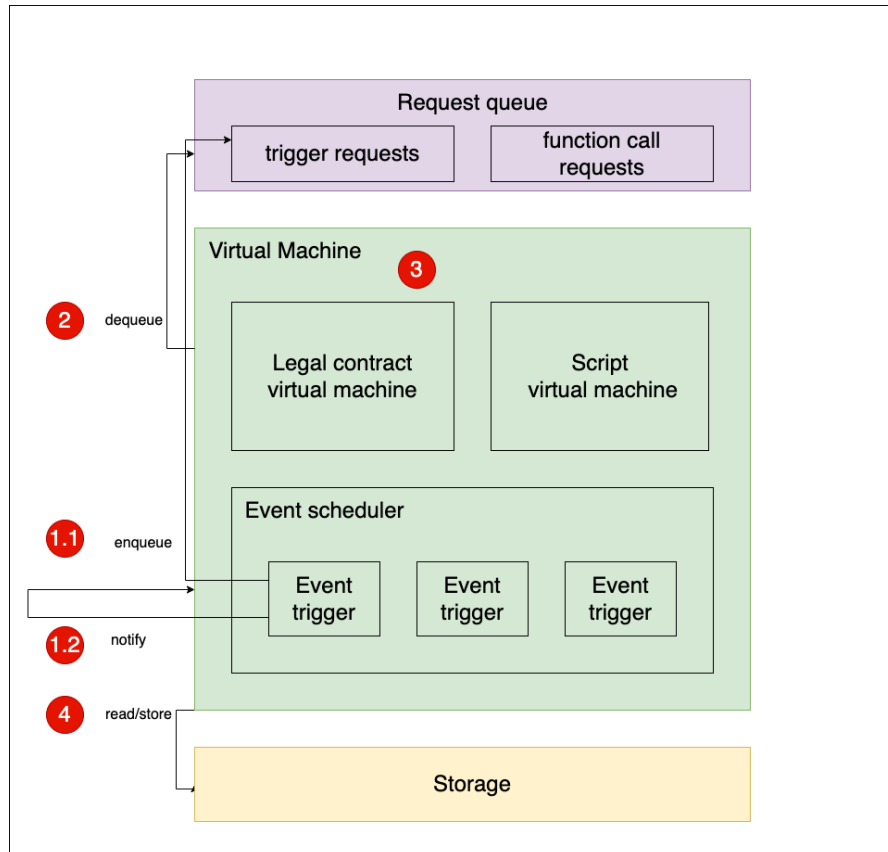 Request queue
trigger requests
function call
requests
Virtual Machine
3
2
dequeue
Legal contract
virtual machine
Script
virtual machine
Event scheduler
1.1
enqueue
Event
trigger
Event
trigger
Event
trigger
1.2
notify
4
read/store
Storage